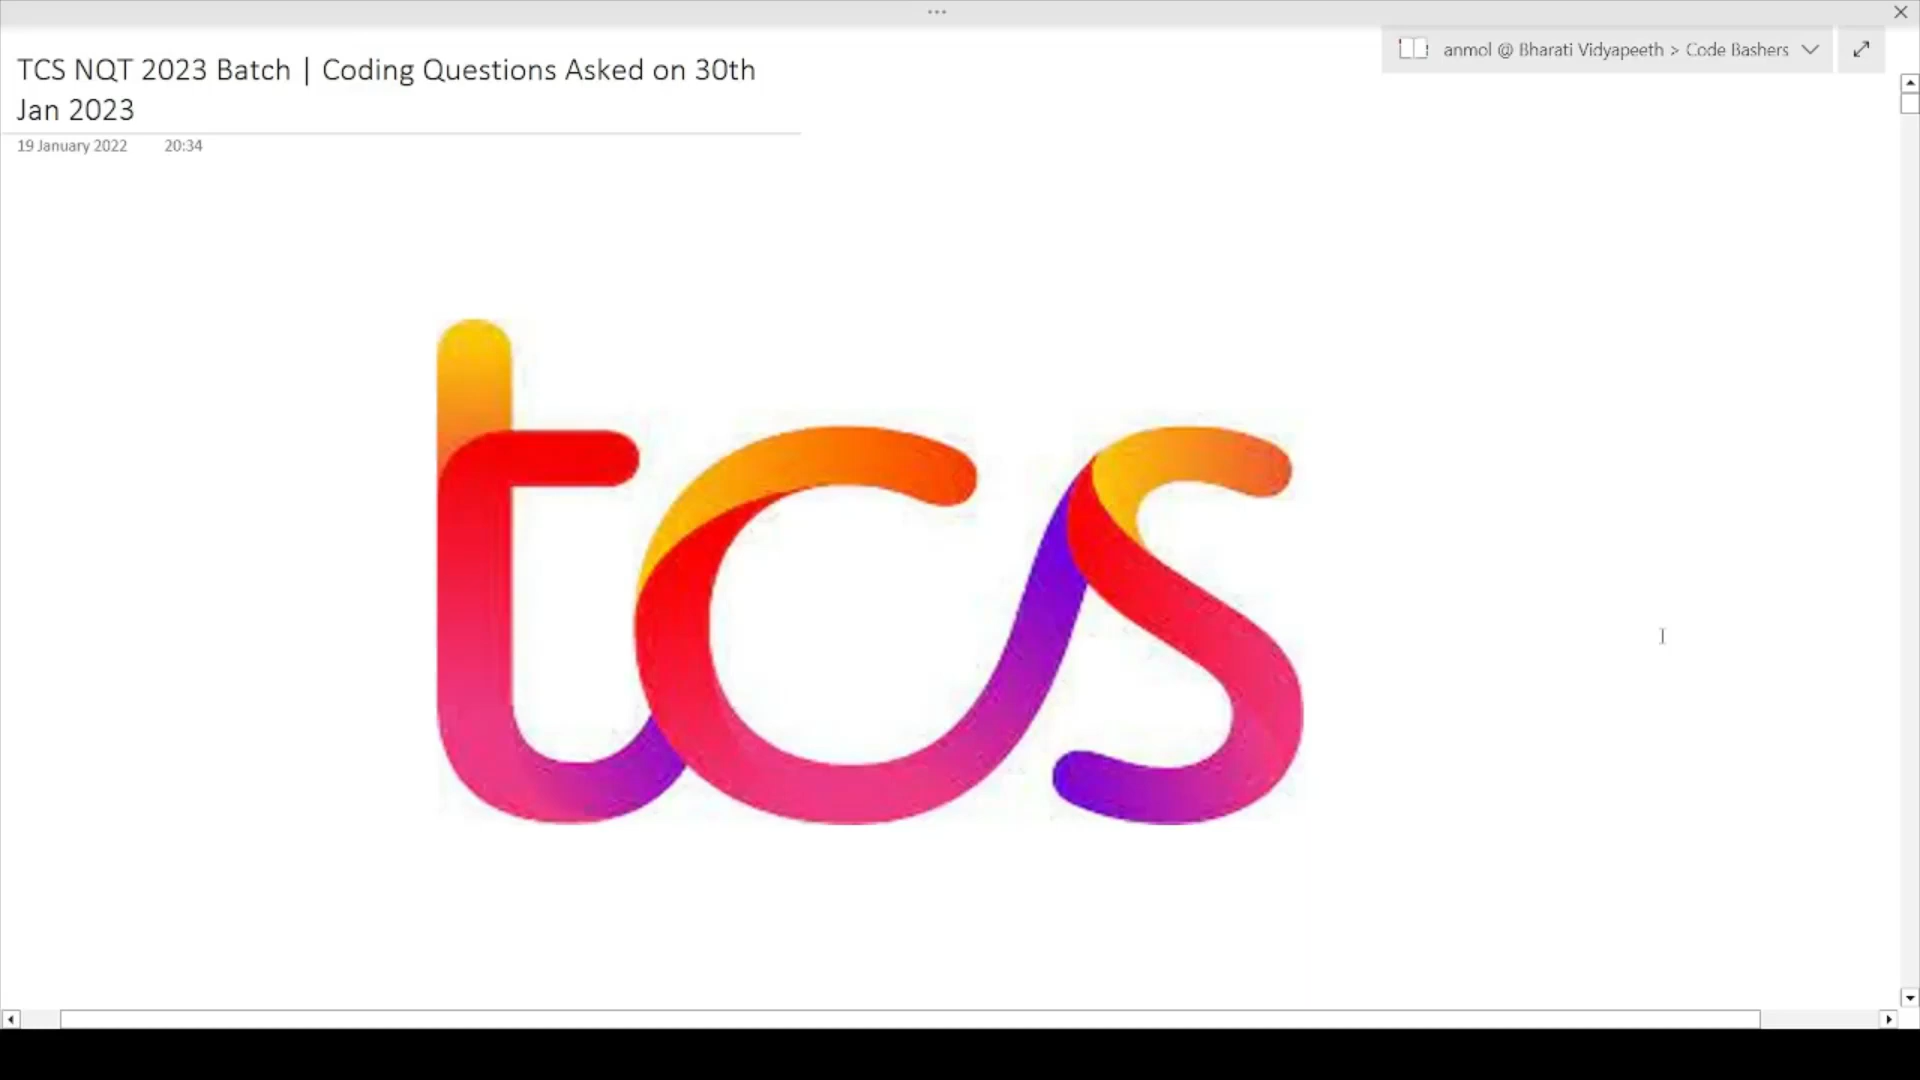 TCS NQT 2023 Batch | Coding Questions Asked on 30th
Jan 2023
19 January 2022 20:34
anmol @ Bharati Vidyapeeth > Code Bashers
tcs